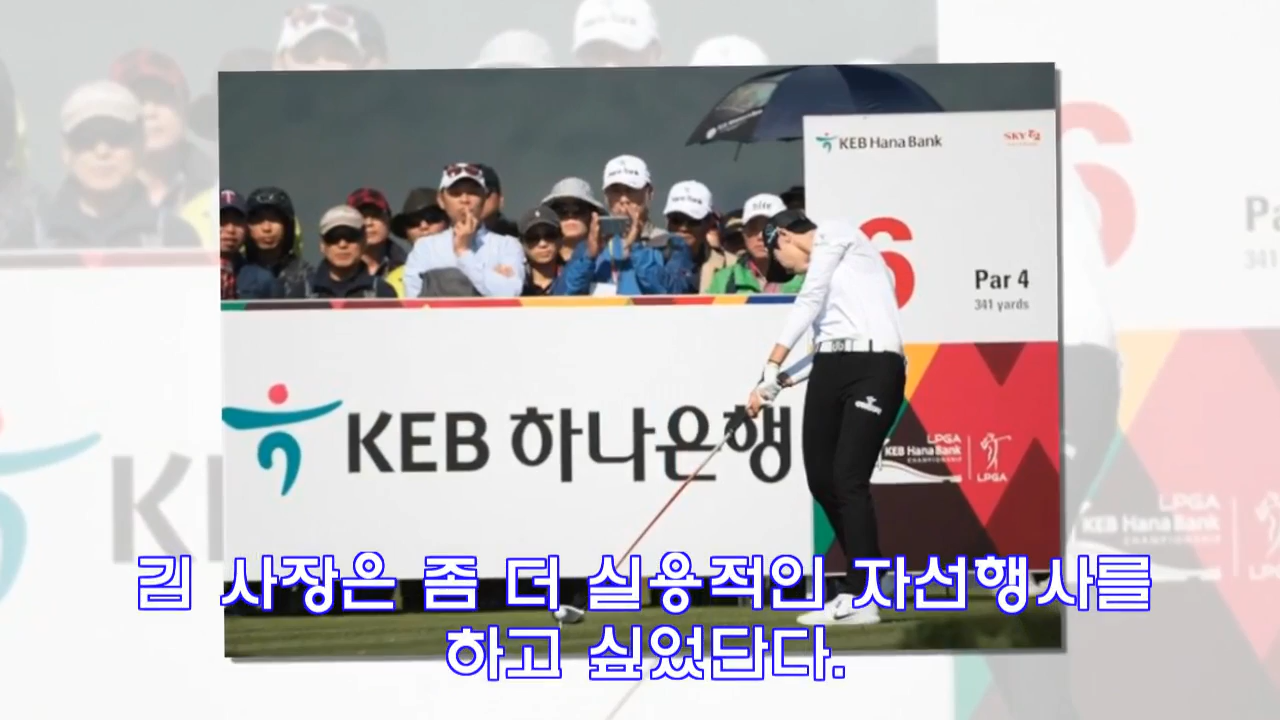 KEB Hana Bank
SKY72
6
Par 4
341 yards
KEB 하나은행
LPGA
KEB Hana Bank
CHAMPIONSHIP
LPGA
김 사장은 좀 더 실용적인 자선행사를
하고 싶었단다.